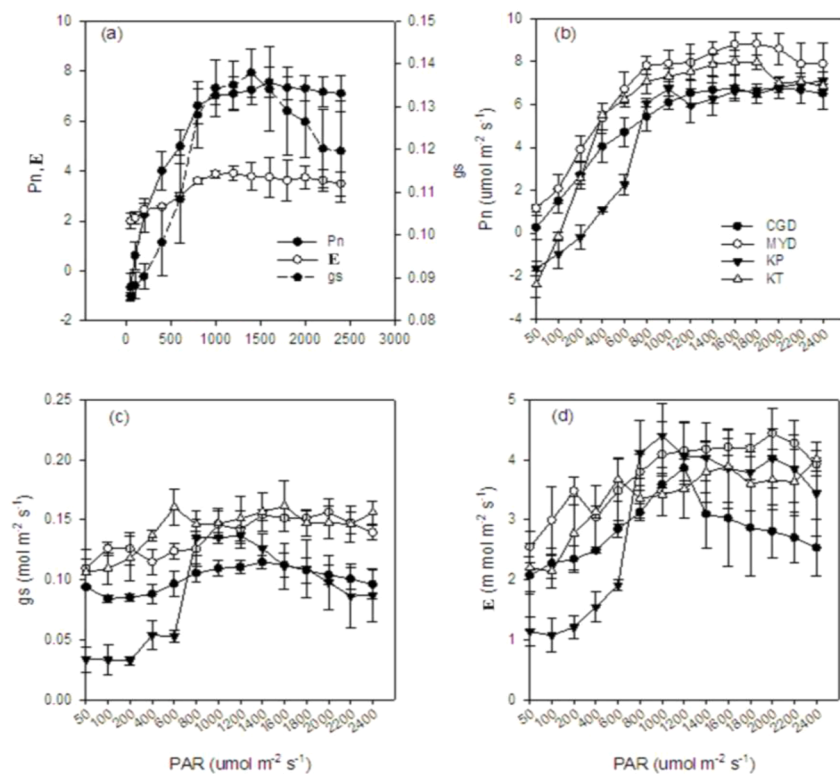 (a)
10
8
6
4
2
0
-2
Pn, E
0.15
0.14
0.13
0.12
0.11
0.10
0.09
0.08
gs
0 500 1000 1500 2000 2500 3000
Pn
E
gs
(b)
10
8
6
4
2
0
-2
-4
Pn (umol m-2 s-1)
50 100 200 400 600 800 1000 1200 1400 1600 1800 2000 2200 2400
CGD
MYD
KP
KT
(c)
0.25
0.20
0.15
0.10
0.05
0.00
gs (mol m-2 s-1)
50 100 200 400 600 800 1000 1200 1400 1600 1800 2000 2200 2400
PAR (umol m-2 s-1)
(d)
5
4
3
2
1
0
E (m mol m-2 s-1)
50 100 200 400 600 800 1000 1200 1400 1600 1800 2000 2200 2400
PAR (umol m-2 s-1)